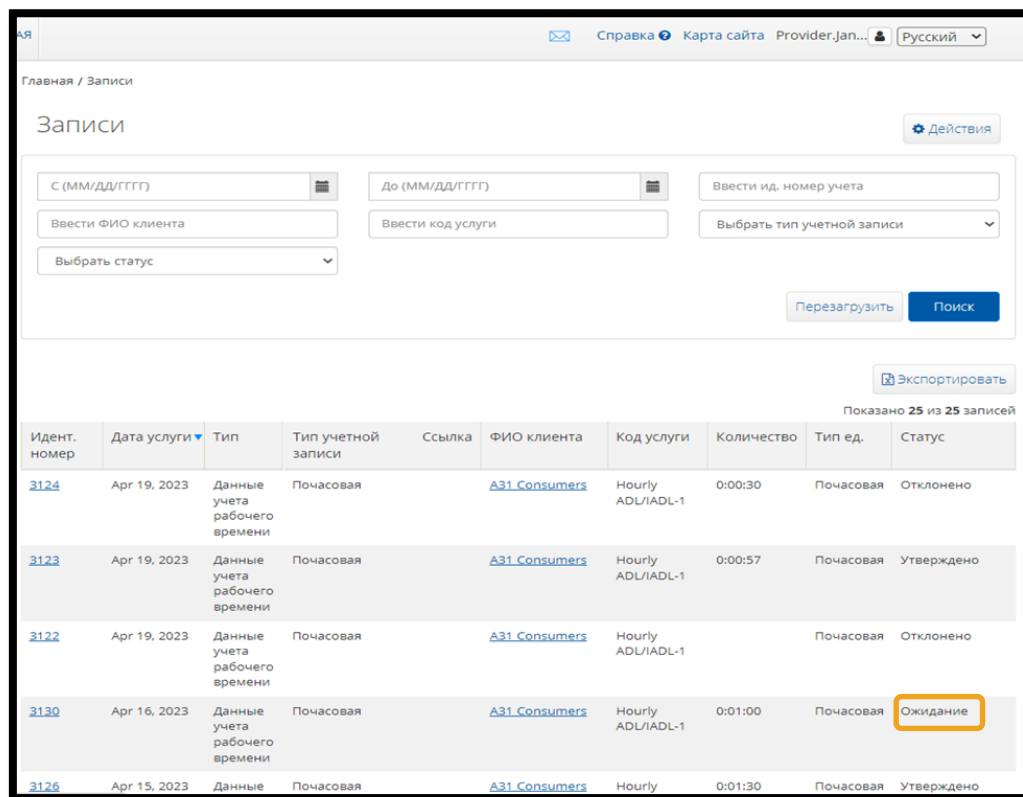 АЯ
Справка Карта сайта Provider.Jan... Русский
Главная / Записи
Записи
Действия
С (ММ/ДД/ГГГГ) До (ММ/ДД/ГГГГ) Ввести ид. номер учета
Ввести ФИО клиента Ввести код услуги Выбрать тип учетной записи
Выбрать статус
Перезагрузить Поиск
Экспортировать
Показано 25 из 25 записей
Идент. Дата услуги Тип Тип учетной Ссылка ФИО клиента Код услуги Количество Тип ед. Статус
номер записи
3124 Apr 19, 2023 Данные Почасовая A31 Consumers Hourly 0:00:30 Почасовая Отклонено
учета ADL/IADL-1
рабочего
времени
3123 Apr 19, 2023 Данные Почасовая A31 Consumers Hourly 0:00:57 Почасовая Утверждено
учета ADL/IADL-1
рабочего
времени
3122 Apr 19, 2023 Данные Почасовая A31 Consumers Hourly Почасовая Отклонено
учета ADL/IADL-1
рабочего
времени
3130 Apr 16, 2023 Данные Почасовая A31 Consumers Hourly 0:01:00 Почасовая Ожидание
учета ADL/IADL-1
рабочего
времени
3126 Apr 15, 2023 Данные Почасовая A31 Consumers Hourly 0:01:30 Почасовая Утверждено